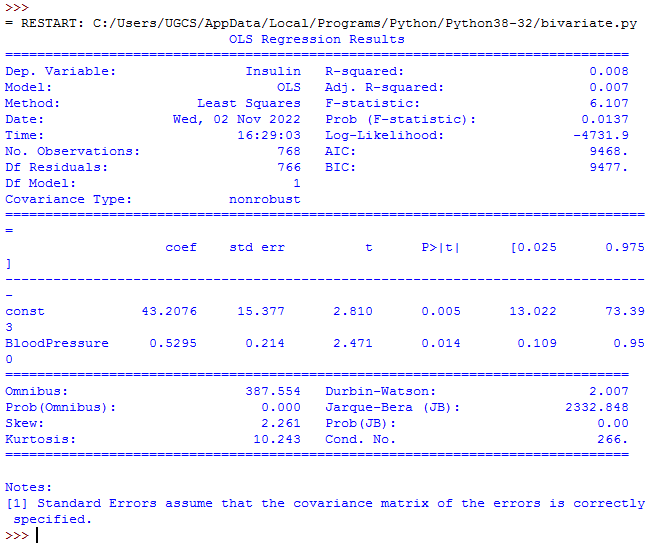 >>>
= RESTART: C:/Users/UGCS/AppData/Local/Programs/Python/Python38-32/bivariate.py
                            OLS Regression Results
==============================================================================
Dep. Variable:                Insulin   R-squared:                       0.008
Model:                            OLS   Adj. R-squared:                  0.007
Method:                 Least Squares   F-statistic:                     6.107
Date:                Wed, 02 Nov 2022   Prob (F-statistic):             0.0137
Time:                        16:29:03   Log-Likelihood:                -4731.9
No. Observations:                 768   AIC:                             9468.
Df Residuals:                     766   BIC:                             9477.
Df Model:                           1
Covariance Type:            nonrobust
================================================================================
=
                    coef    std err          t      P>|t|      [0.025      0.975
]
--------------------------------------------------------------------------------
-
const            43.2076     15.377      2.810      0.005      13.022      73.39
3
BloodPressure     0.5295      0.214      2.471      0.014       0.109       0.95
0
==============================================================================
Omnibus:                      387.554   Durbin-Watson:                   2.007
Prob(Omnibus):                  0.000   Jarque-Bera (JB):             2332.848
Skew:                           2.261   Prob(JB):                         0.00
Kurtosis:                      10.243   Cond. No.                         266.
==============================================================================

Notes:
[1] Standard Errors assume that the covariance matrix of the errors is correctly
 specified.
>>>